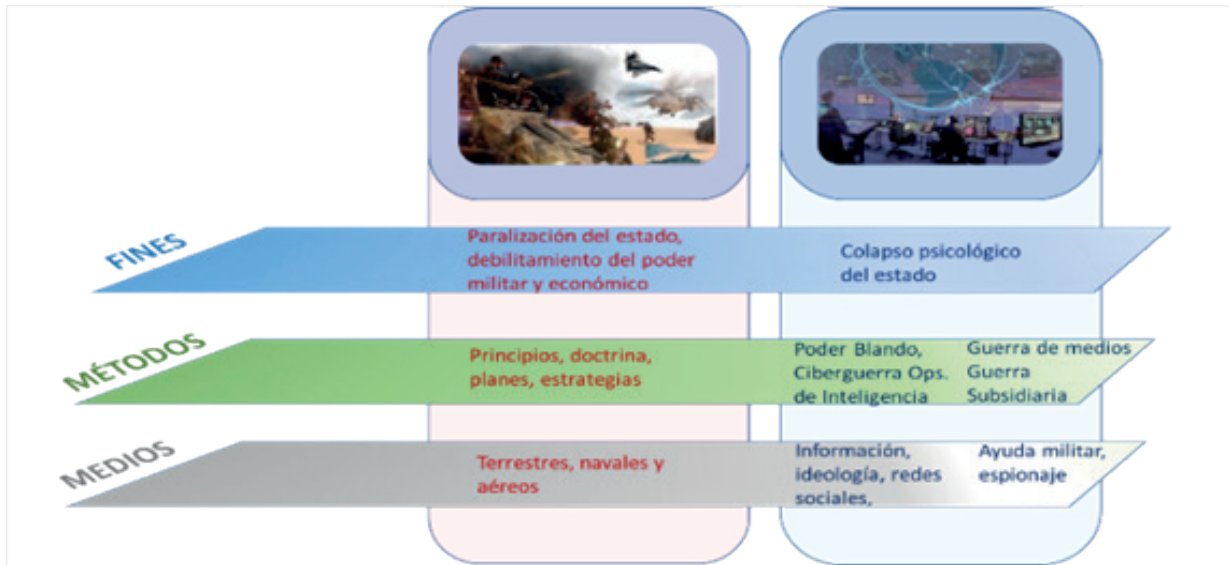 FINES
Paralización del estado,
debilitamiento del poder
militar y económico
Colapso psicológico
del estado
MÉTODOS
Principios, doctrina,
planes, estrategias
Poder Blando,
Ciberguerra Ops.
de Inteligencia
Guerra de medios
Guerra
Subsidiaria
MEDIOS
Terrestres, navales y
aéreos
Información,
ideología, redes
sociales,
Ayuda militar,
espionaje